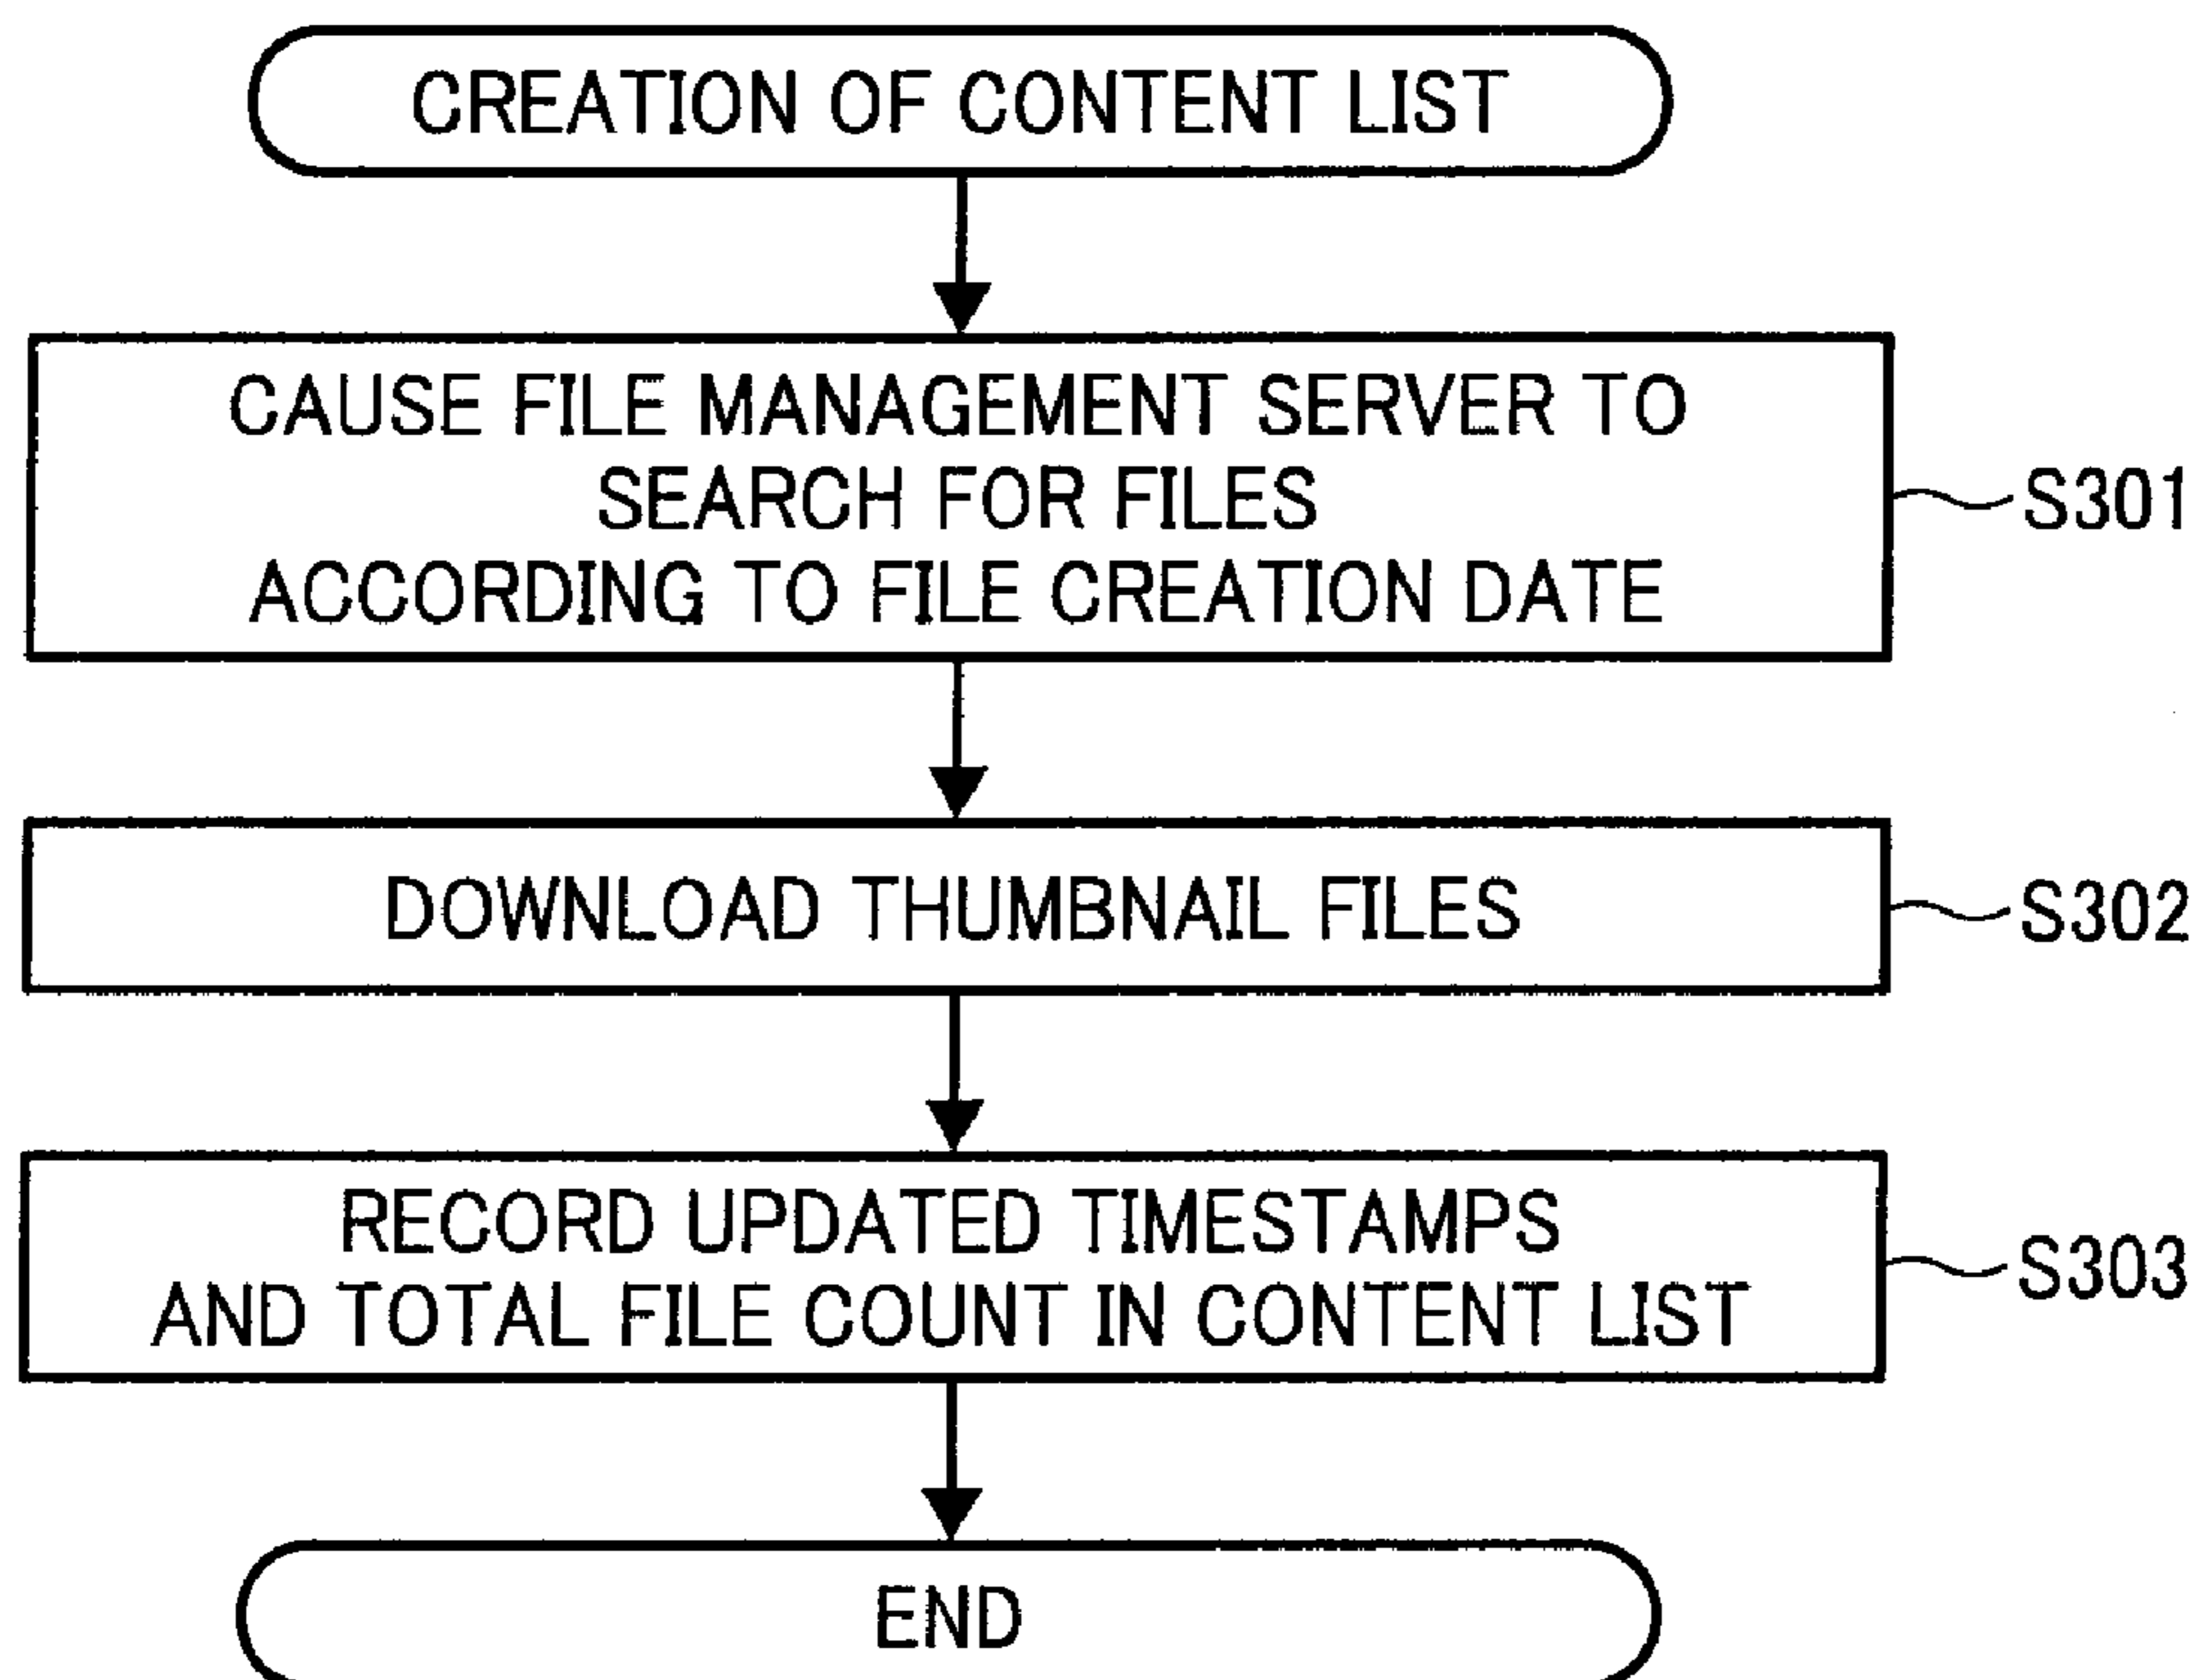 CREATION OF CONTENT LIST
CAUSE FILE MANAGEMENT SERVER TO
SEARCH FOR FILES
ACCORDING TO FILE CREATION DATE
S301
DOWNLOAD THUMBNAIL FILES
S302
RECORD UPDATED TIMESTAMPS
AND TOTAL FILE COUNT IN CONTENT LIST
S303
END